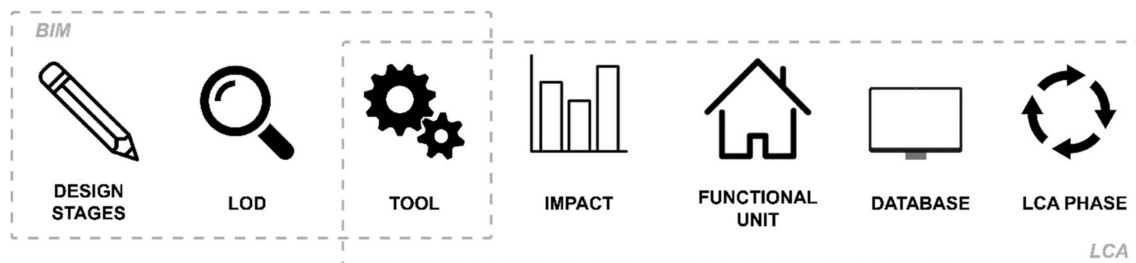 BIM
DESIGN
STAGES
LOD
TOOL
IMPACT
FUNCTIONAL
UNIT
DATABASE
LCA PHASE
LCA